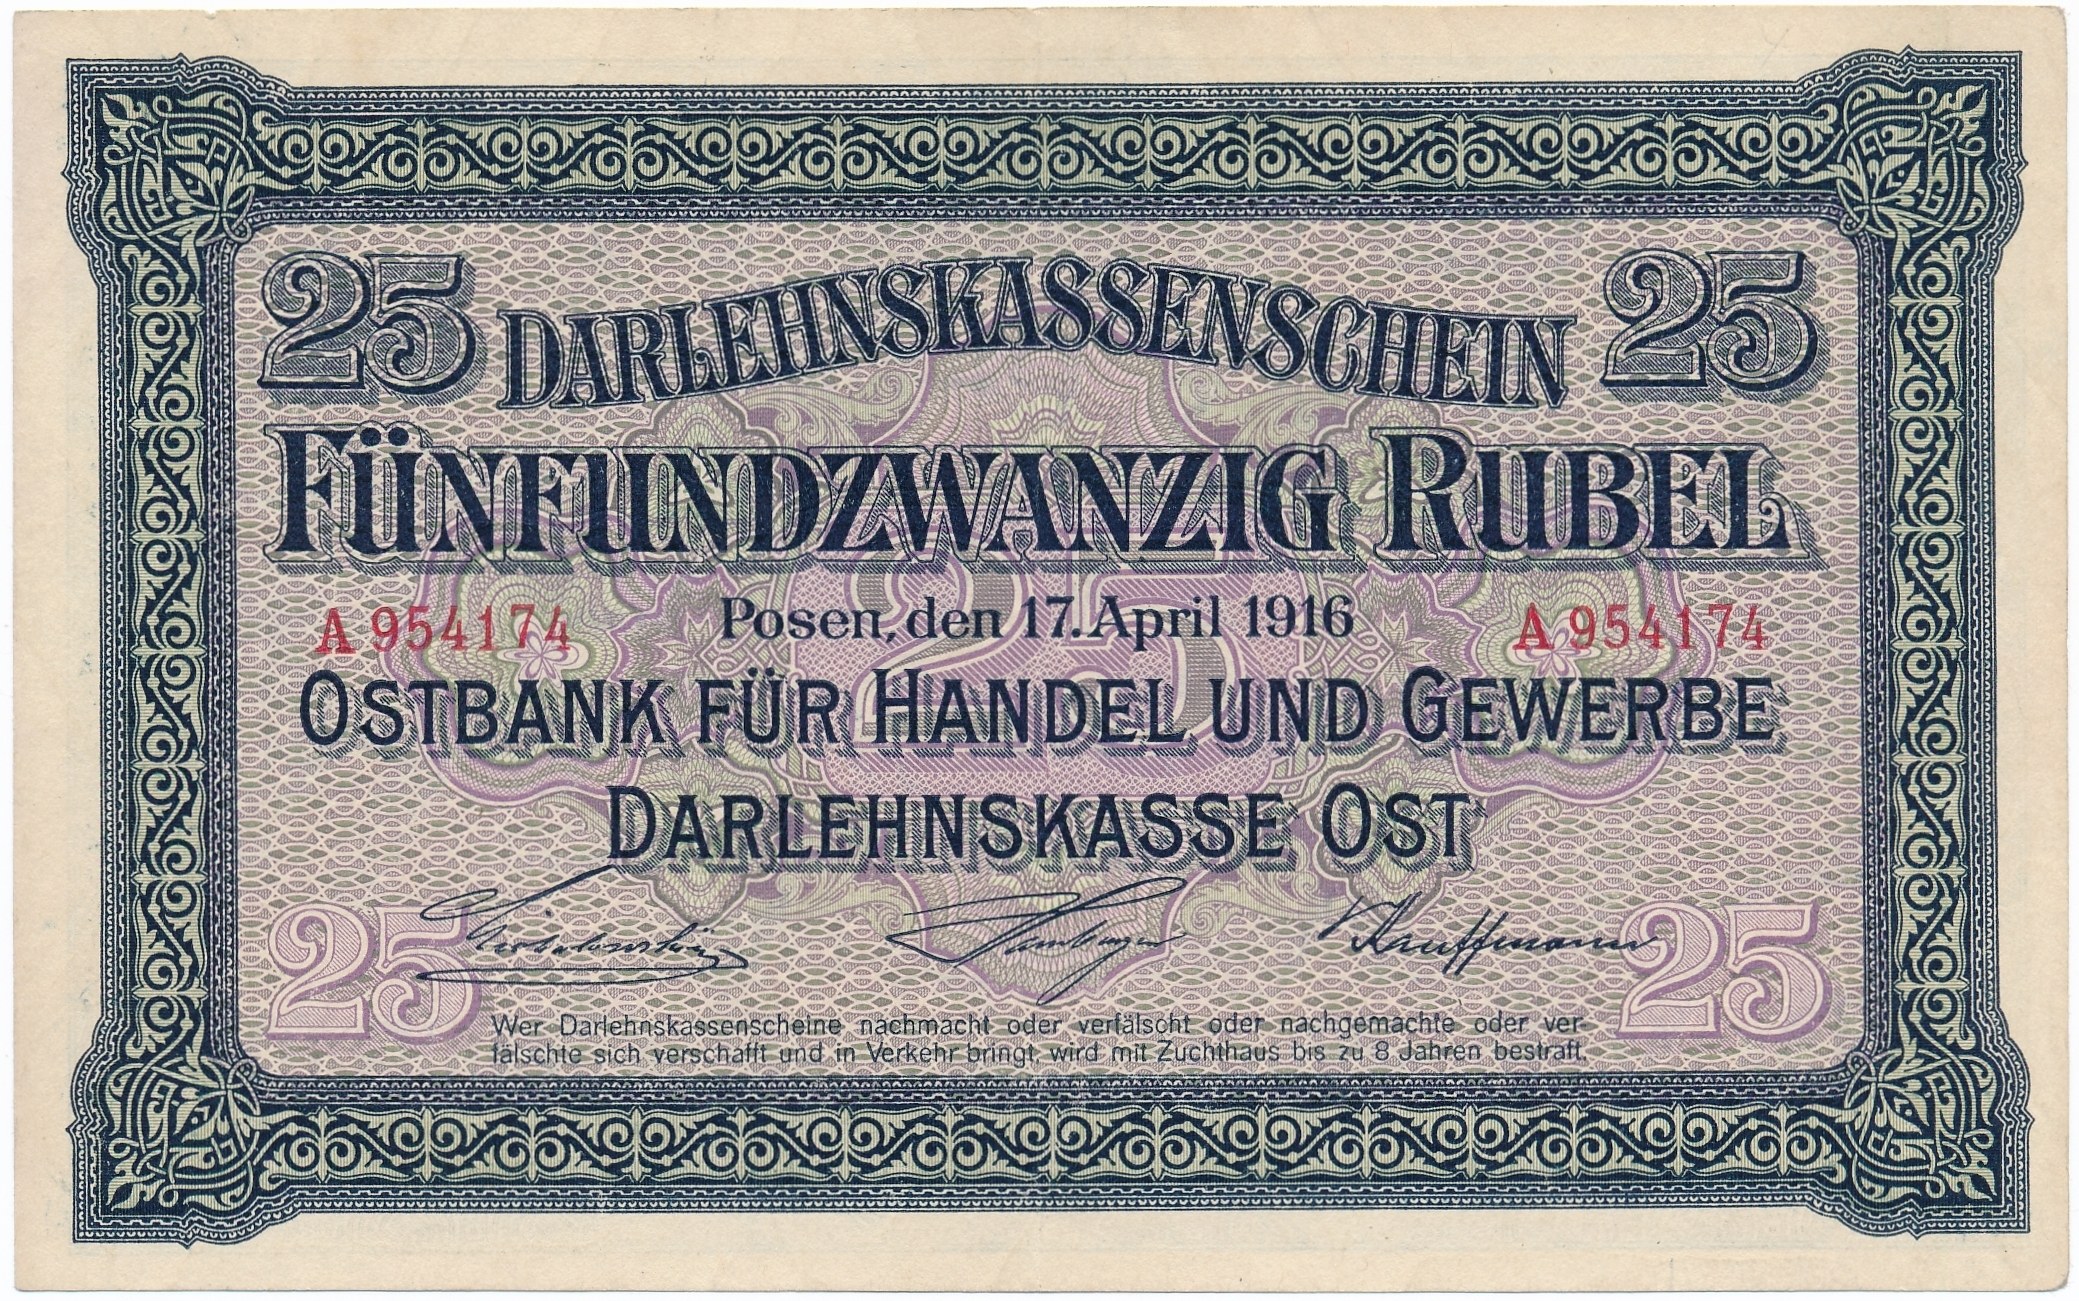 25 DARLEHNSKASSENSCHEIN 25
FÜNFUNDZWANZIG RUBEL
A 954174 Posen, den 17. April 1916 A 954174
25
OSTBANK FÜR HANDEL UND GEWERBE
DARLEHNSKASSE OST
Kauffmann
25 25
Wer Darlehnskassenscheine nachmacht oder verfälscht oder nachgemachte oder ver-
fälschte sich verschafft und in Verkehr bringt, wird mit Zuchthaus bis zu 8 Jahren bestraft.